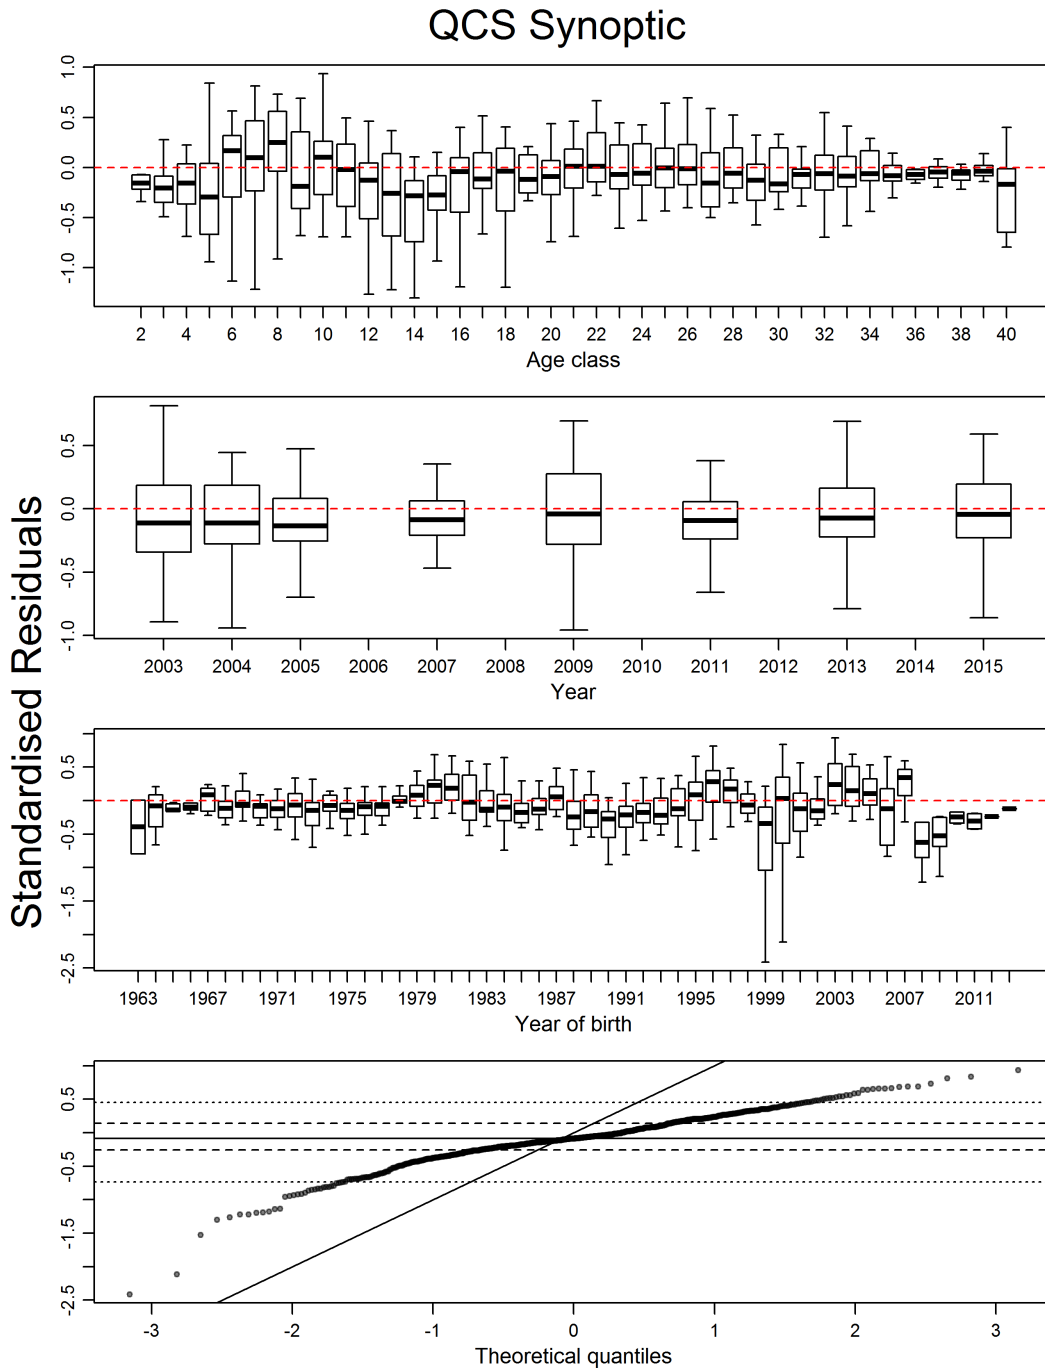 QCS Synoptic
Standardised Residuals
1.0
0.5
0.0
-0.5
-1.0
2 4 6 8 10 12 14 16 18 20 22 24 26 28 30 32 34 36 38 40
Age class
0.5
0.0
-0.5
-1.0
2003 2004 2005 2006 2007 2008 2009 2010 2011 2012 2013 2014 2015
Year
0.5
-0.5
-1.5
-2.5
1963 1967 1971 1975 1979 1983 1987 1991 1995 1999 2003 2007 2011
Year of birth
0.5
-0.5
-1.5
-2.5
-3 -2 -1 0 1 2 3
Theoretical quantiles